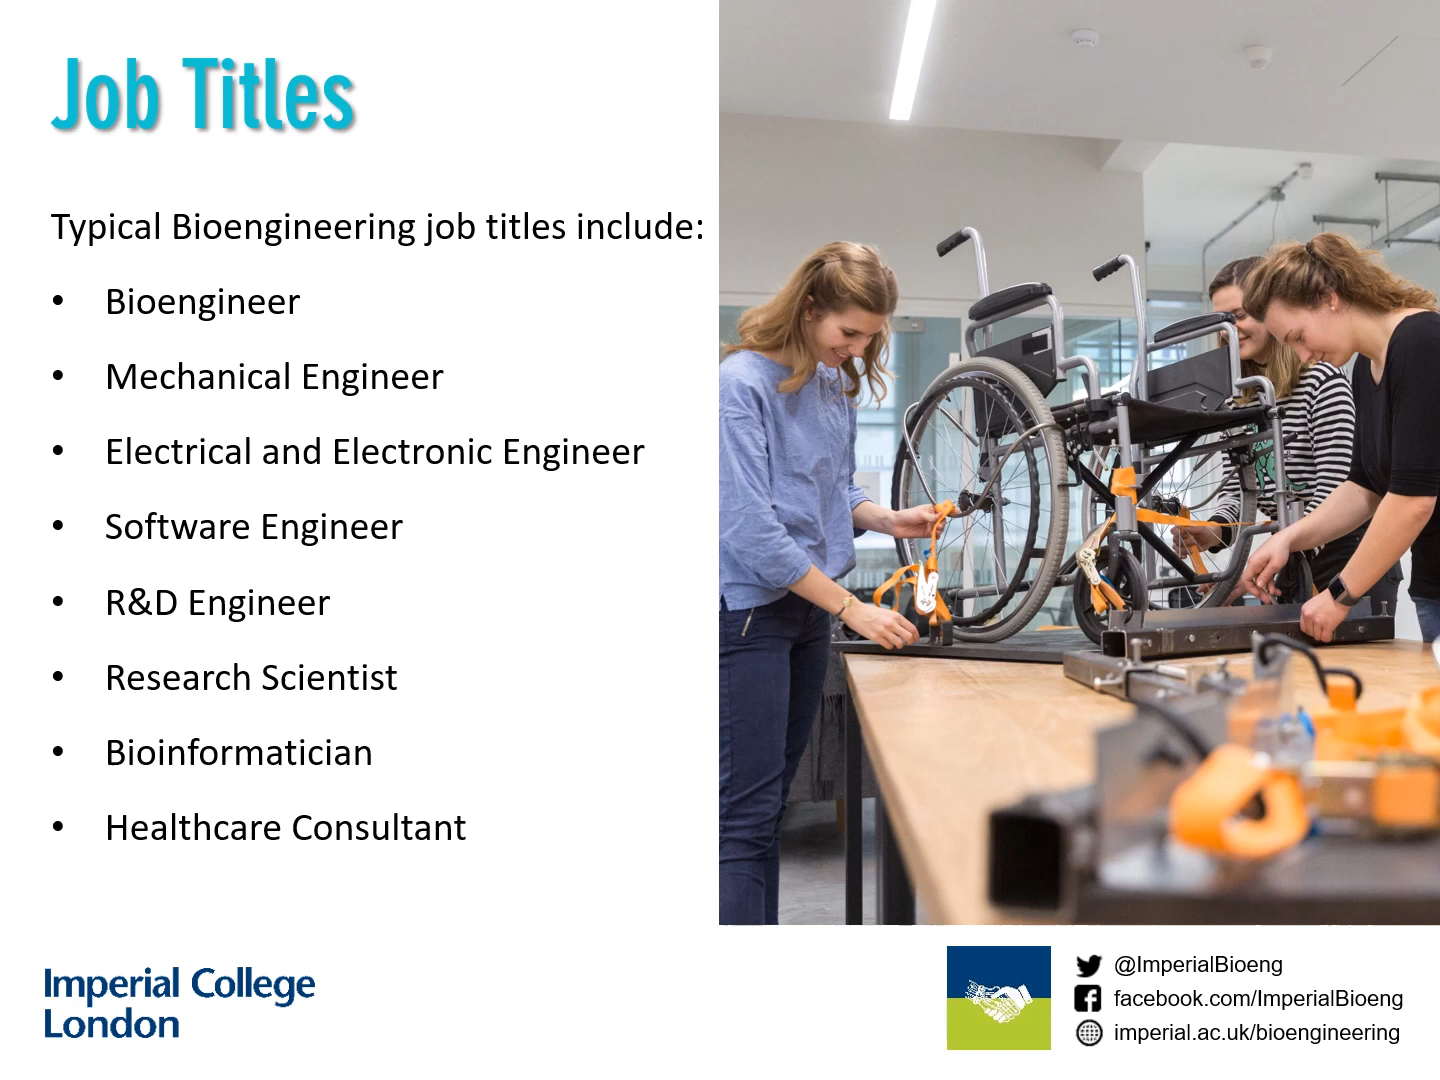 Job Titles
Typical Bioengineering job titles include:
• Bioengineer
• Mechanical Engineer
• Electrical and Electronic Engineer
• Software Engineer
• R&D Engineer
• Research Scientist
• Bioinformatician
• Healthcare Consultant
Imperial College
London
@ImperialBioeng
facebook.com/ImperialBioeng
imperial.ac.uk/bioengineering